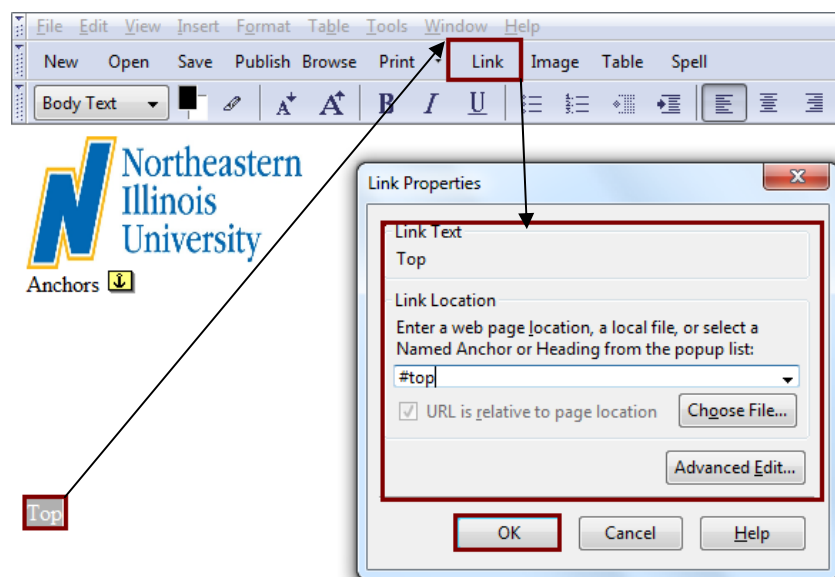 File Edit View Insert Format Table Tools Window Help
New Open Save Publish Browse Print Link Image Table Spell
Body Text A A B I U
Northeastern
Illinois
University
Anchors
Top
Link Properties
Link Text
Top
Link Location
Enter a web page location, a local file, or select a
Named Anchor or Heading from the popup list:
#top
URL is relative to page location Choose File...
Advanced Edit...
OK Cancel Help